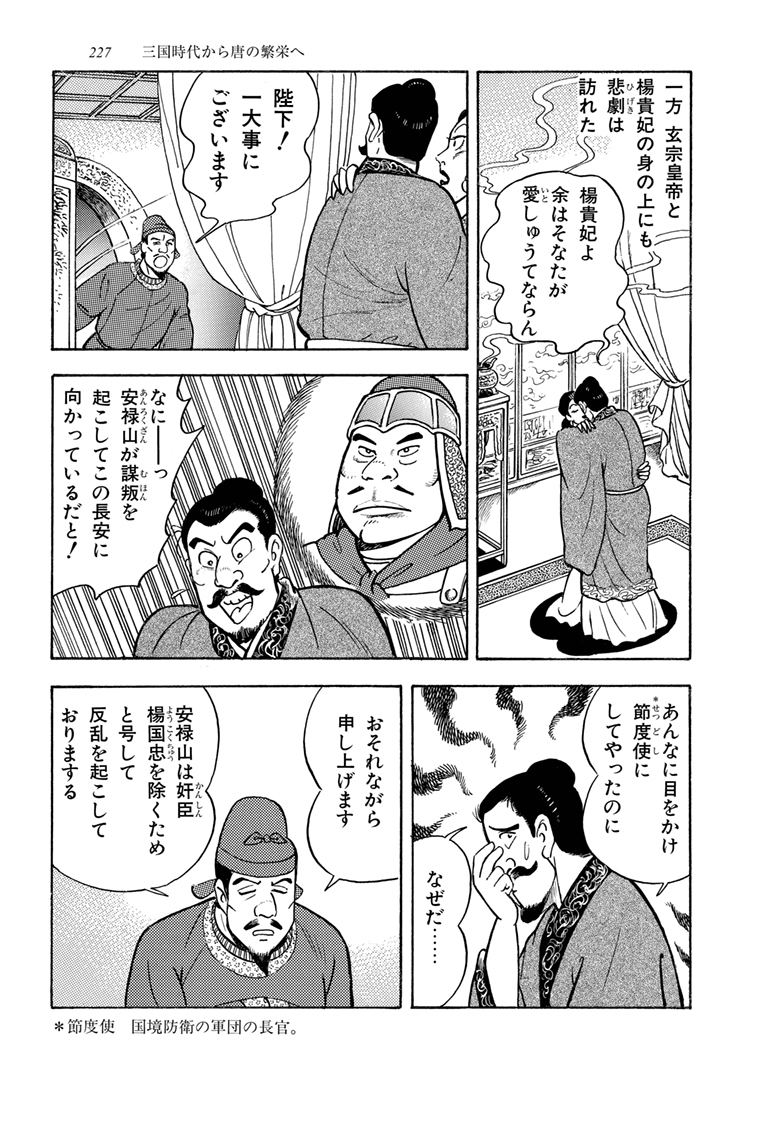 227 三国時代から唐の繁栄へ
一方 玄宗皇帝と
楊貴妃の身の上にも
悲劇は
訪れた
楊貴妃よ
余はそなたが
愛しゅうてならん
陛下！
一大事に
ございます
なに──っ
安禄山が謀叛を
起こしてこの長安に
向かっているだと！
あんなに目をかけ
＊節度使に
してやったのに
なぜだ……
おそれながら
申し上げます
安禄山は奸臣
楊国忠を除くため
と号して
反乱を起こして
おりまする
＊節度使 国境防衛の軍団の長官。